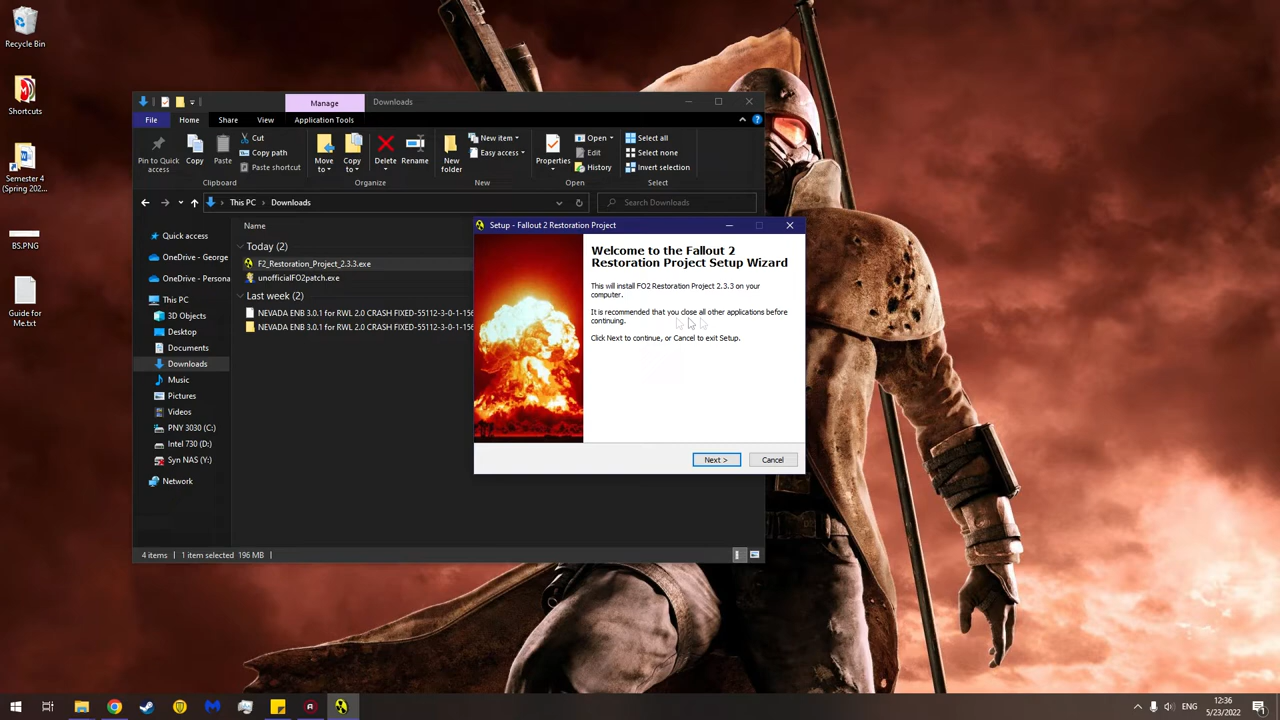 Recycle Bin
Shortcuts
Semester 4
(Spring 202...
BS.PNG
Guide for
Me.txt
Manage
Downloads
File
Home
Share
View
Application Tools
Pin to Quick
access
Copy
Paste
Cut
Copy path
Paste shortcut
Clipboard
Move
to
Copy
to
Delete
Rename
Organize
New
folder
New item
Easy access
New
Properties
Open
Edit
History
Open
Select all
Select none
Invert selection
Select
This PC
Downloads
Search Downloads
Quick access
OneDrive - George
OneDrive - Persona
This PC
3D Objects
Desktop
Documents
Downloads
Music
Pictures
Videos
PNY 3030 (C:)
Intel 730 (D:)
Syn NAS (Y:)
Network
Name
Today (2)
F2_Restoration_Project_2.3.3.exe
unofficialFO2patch.exe
Last week (2)
NEVADA ENB 3.0.1 for RWL 2.0 CRASH FIXED-55112-3-0-1-156
NEVADA ENB 3.0.1 for RWL 2.0 CRASH FIXED-55112-3-0-1-156
4 items
1 item selected 196 MB
Setup - Fallout 2 Restoration Project
Welcome to the Fallout 2
Restoration Project Setup Wizard
This will install FO2 Restoration Project 2.3.3 on your
computer.
It is recommended that you close all other applications before
continuing.
Click Next to continue, or Cancel to exit Setup.
Next >
Cancel
12:36
5/23/2022
1